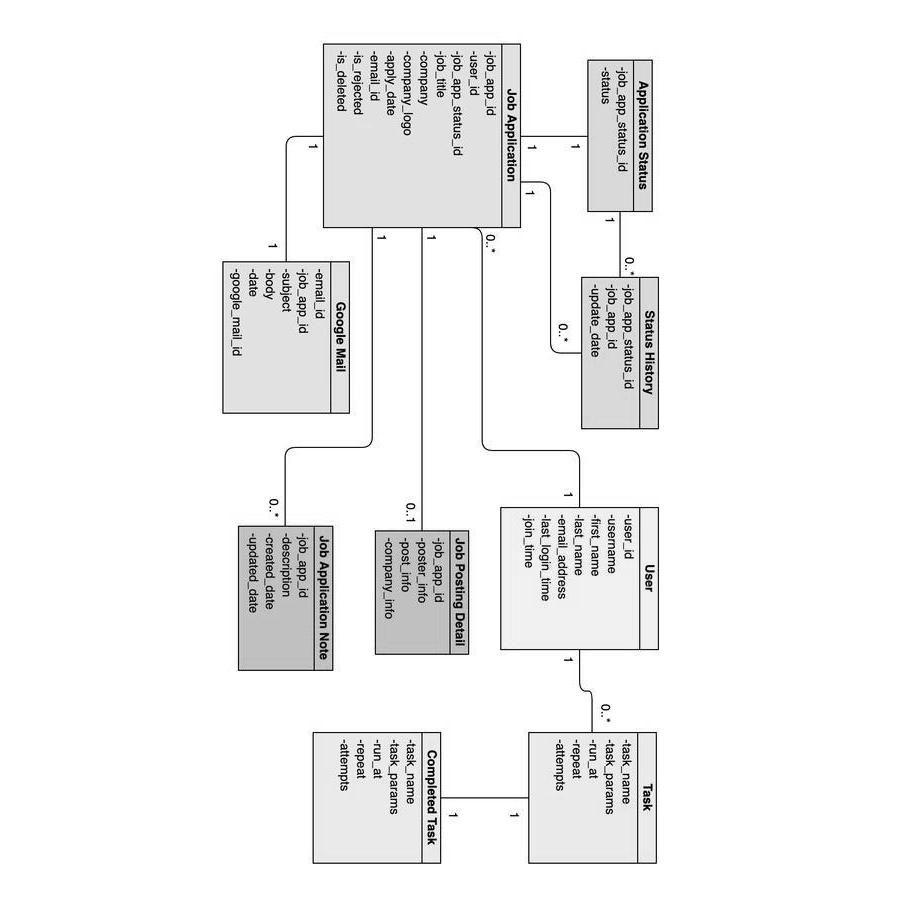 Application Status
-job_app_status_id
-status
1
1
0..*
Status History
-job_app_status_id
-job_app_id
-update_date
0..*
Job Application
-job_app_id
-user_id
-job_app_status_id
-job_title
-company
-company_logo
-apply_date
-email_id
-is_rejected
-is_deleted
1
1
0..*
1
1
1
User
-user_id
-username
-first_name
-last_name
-email_address
-last_login_time
-join_time
1
1
0..*
Task
-task_name
-task_params
-run_at
-repeat
-attempts
1
1
Completed Task
-task_name
-task_params
-run_at
-repeat
-attempts
0..1
Job Posting Detail
-job_app_id
-poster_info
-post_info
-company_info
0..*
Job Application Note
-job_app_id
-description
-created_date
-updated_date
1
Google Mail
-email_id
-job_app_id
-subject
-body
-date
-google_mail_id